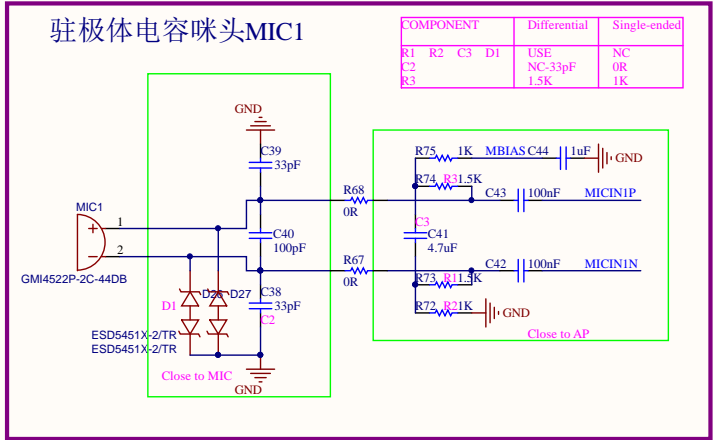 驻极体电容咪头MIC1
COMPONENT Differential Single-ended
R1 R2 C3 D1 USE NC
C2 NC-33pF 0R
R3 1.5K 1K
GND
C39
33pF
R75 1K MBIAS C44 1uF GND
R74 R3 1.5K
R68
0R
C43 100nF MICIN1P
MIC1
1
2
GMI4522P-2C-44DB
C40
100pF
C3
C41
4.7uF
R67
0R
C42 100nF MICIN1N
R73 R1 1.5K
R72 R2 1K GND
D1
D26 D27
C38
33pF
C2
ESD5451X-2/TR
ESD5451X-2/TR
Close to MIC
GND
Close to AP